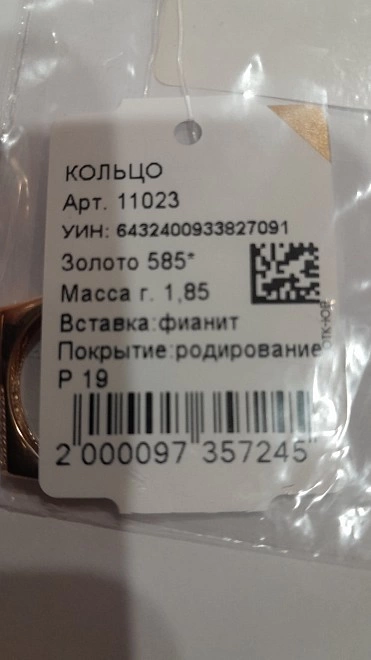 КОЛЬЦО
Арт. 11023
УИН: 6432400933827091
Золото 585*
Масса г. 1,85
Вставка:фианит
Покрытие:родирование
Р 19
2 000097 357245